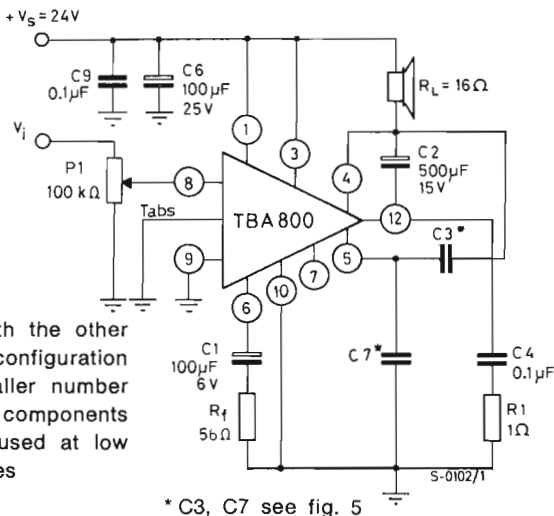 + Vs = 24V
C9
0.1µF
C6
100µF
25V
RL = 16Ω
Vi
P1
100 kΩ
1
3
4
C2
500µF
15V
8
Tabs
TBA800
12
C3*
9
5
7
10
6
C1
100µF
6V
C7*
C4
0.1µF
Rf
56Ω
R1
1Ω
th the other
configuration
aller number
components
used at low
es
S-0102/1
* C3, C7 see fig. 5